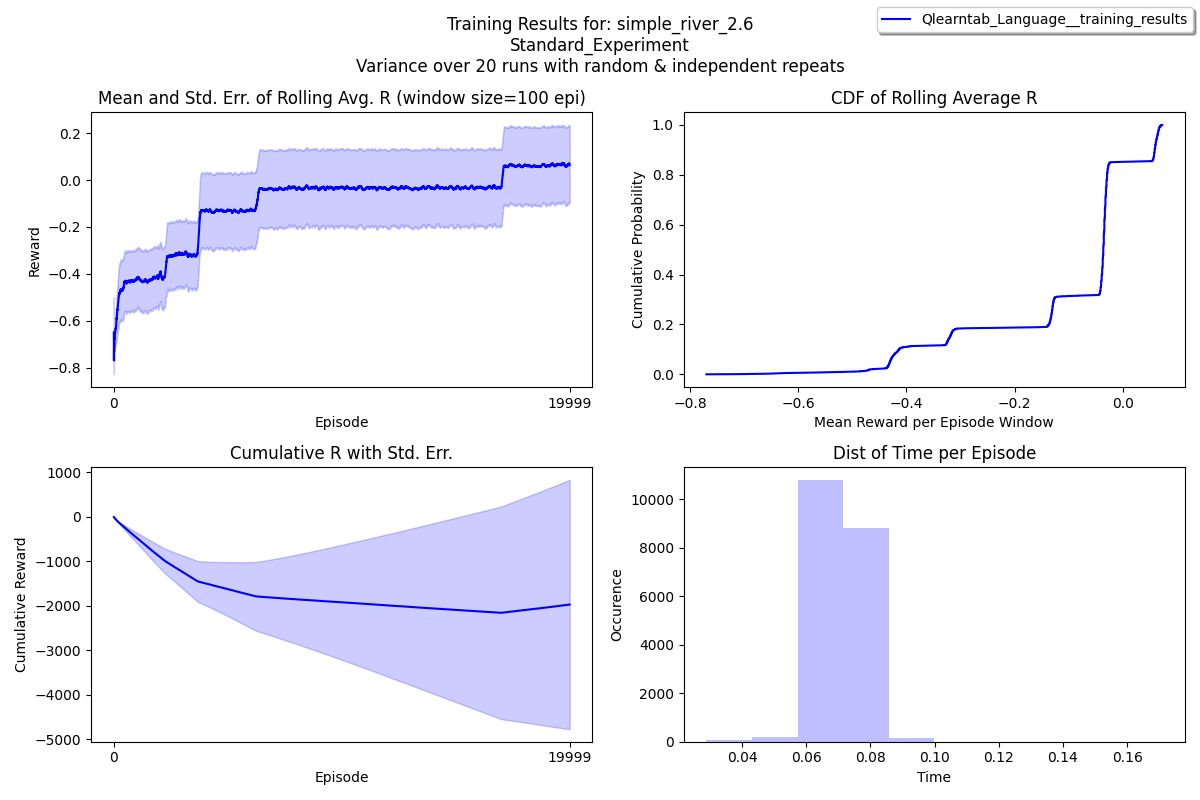 Training Results for: simple_river_2.6
Standard_Experiment
Variance over 20 runs with random & independent repeats
Qlearntab_Language__training_results
Mean and Std. Err. of Rolling Avg. R (window size=100 epi)
0.2
0.0
−0.2
−0.4
−0.6
−0.8
Reward
0
19999
Episode
CDF of Rolling Average R
1.0
0.8
0.6
0.4
0.2
0.0
Cumulative Probability
−0.8
−0.6
−0.4
−0.2
0.0
Mean Reward per Episode Window
Cumulative R with Std. Err.
1000
0
−1000
−2000
−3000
−4000
−5000
Cumulative Reward
0
19999
Episode
Dist of Time per Episode
10000
8000
6000
4000
2000
0
Occurence
0.04
0.06
0.08
0.10
0.12
0.14
0.16
Time